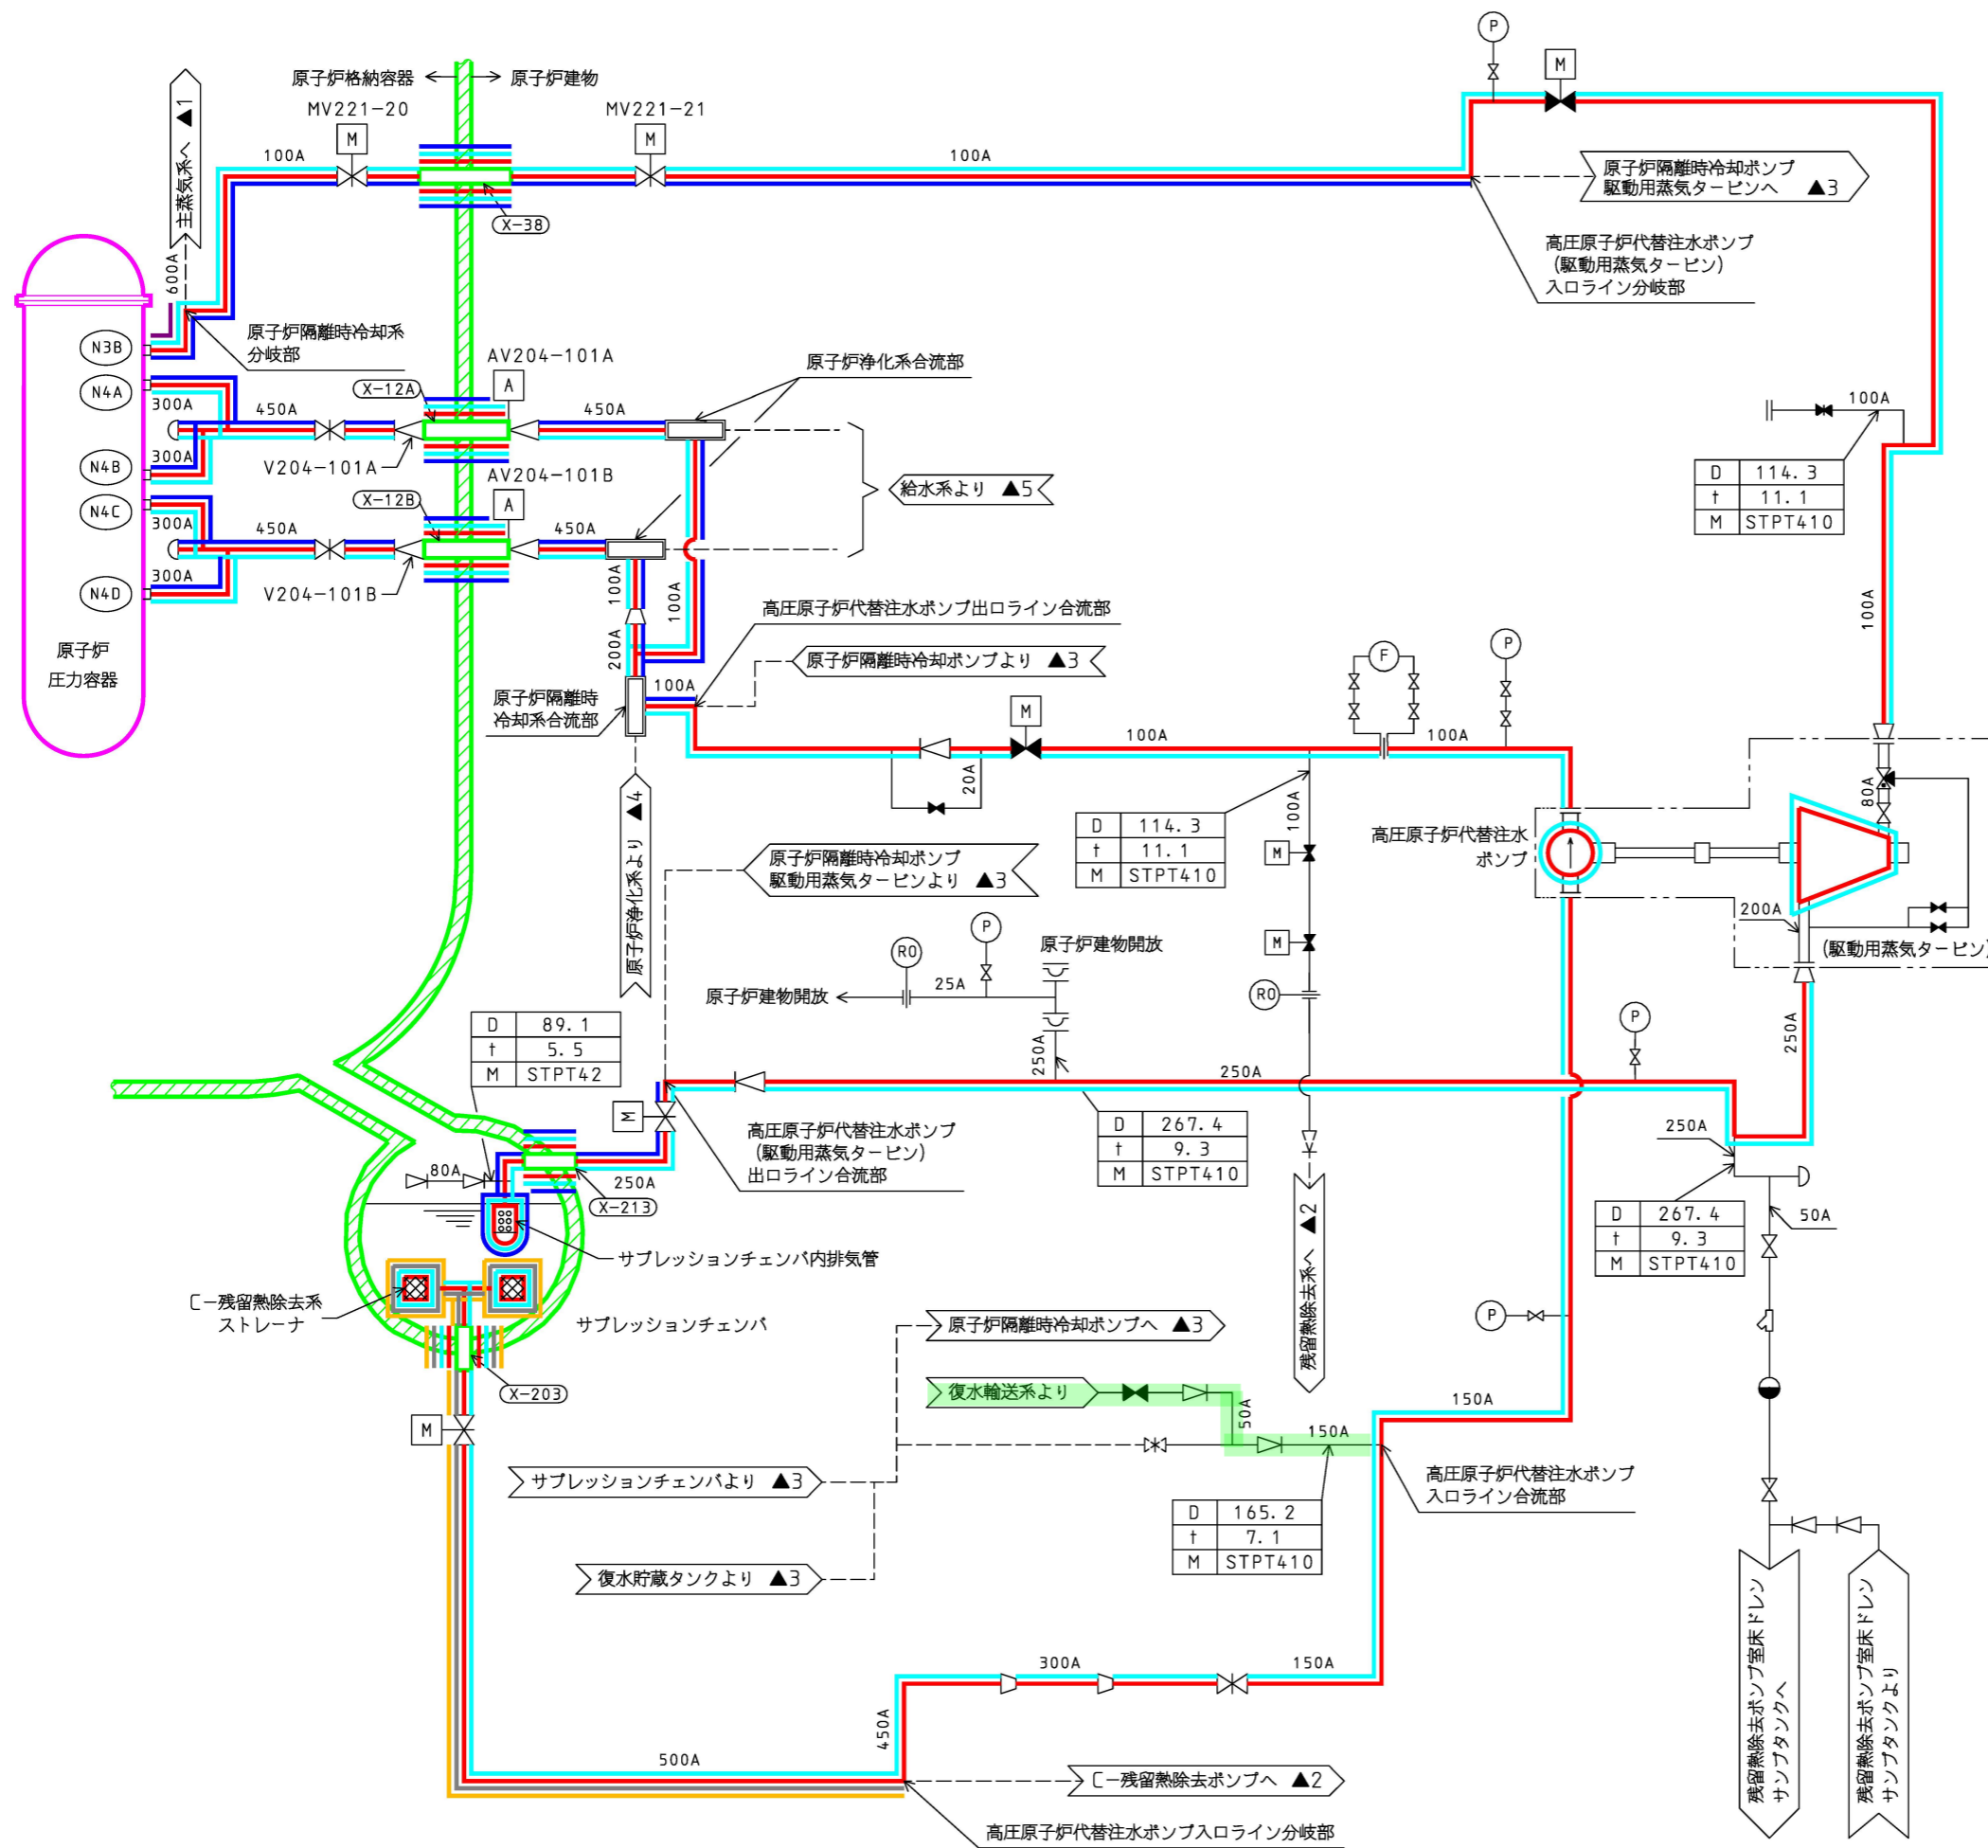 原子炉格納容器
原子炉建物
MV221-20
MV221-21
M
M
P
M
主蒸気系へ ▲1
100A
100A
X-38
原子炉隔離時冷却ポンプ
駆動用蒸気タービンへ ▲3
高圧原子炉代替注水ポンプ
(駆動用蒸気タービン)
入口ライン分岐部
600A
原子炉隔離時冷却系
分岐部
N3B
N4A
N4B
N4C
N4D
原子炉
圧力容器
300A
300A
300A
300A
450A
450A
X-12A
AV204-101A
A
450A
V204-101A
X-12B
AV204-101B
A
450A
V204-101B
原子炉浄化系合流部
給水系より ▲5
100A
100A
200A
高圧原子炉代替注水ポンプ出口ライン合流部
原子炉隔離時冷却ポンプより ▲3
100A
原子炉隔離時
冷却系合流部
原子炉浄化系より ▲4
100A
D 114.3
t 11.1
M STPT410
100A
F
P
M
100A
100A
20A
100A
D 114.3
t 11.1
M STPT410
M
M
RO
80A
高圧原子炉代替注水
ポンプ
200A
(駆動用蒸気タービン)
原子炉隔離時冷却ポンプ
駆動用蒸気タービンより ▲3
RO
P
原子炉建物開放
原子炉建物開放
25A
250A
P
250A
250A
D 89.1
t 5.5
M STPT42
M
80A
250A
X-213
高圧原子炉代替注水ポンプ
(駆動用蒸気タービン)
出口ライン合流部
D 267.4
t 9.3
M STPT410
250A
D 267.4
t 9.3
M STPT410
50A
サプレッションチェンバ内排気管
C-残留熱除去系
ストレーナ
サプレッションチェンバ
X-203
M
残留熱除去系へ ▲2
P
原子炉隔離時冷却ポンプへ ▲3
復水輸送系より
50A
150A
150A
サプレッションチェンバより ▲3
復水貯蔵タンクより ▲3
高圧原子炉代替注水ポンプ
入口ライン合流部
D 165.2
t 7.1
M STPT410
300A
150A
450A
500A
C-残留熱除去ポンプへ ▲2
高圧原子炉代替注水ポンプ入口ライン分岐部
残留熱除去ポンプ室床ドレン
サンプタンクへ
残留熱除去ポンプ室床ドレン
サンプタンクより